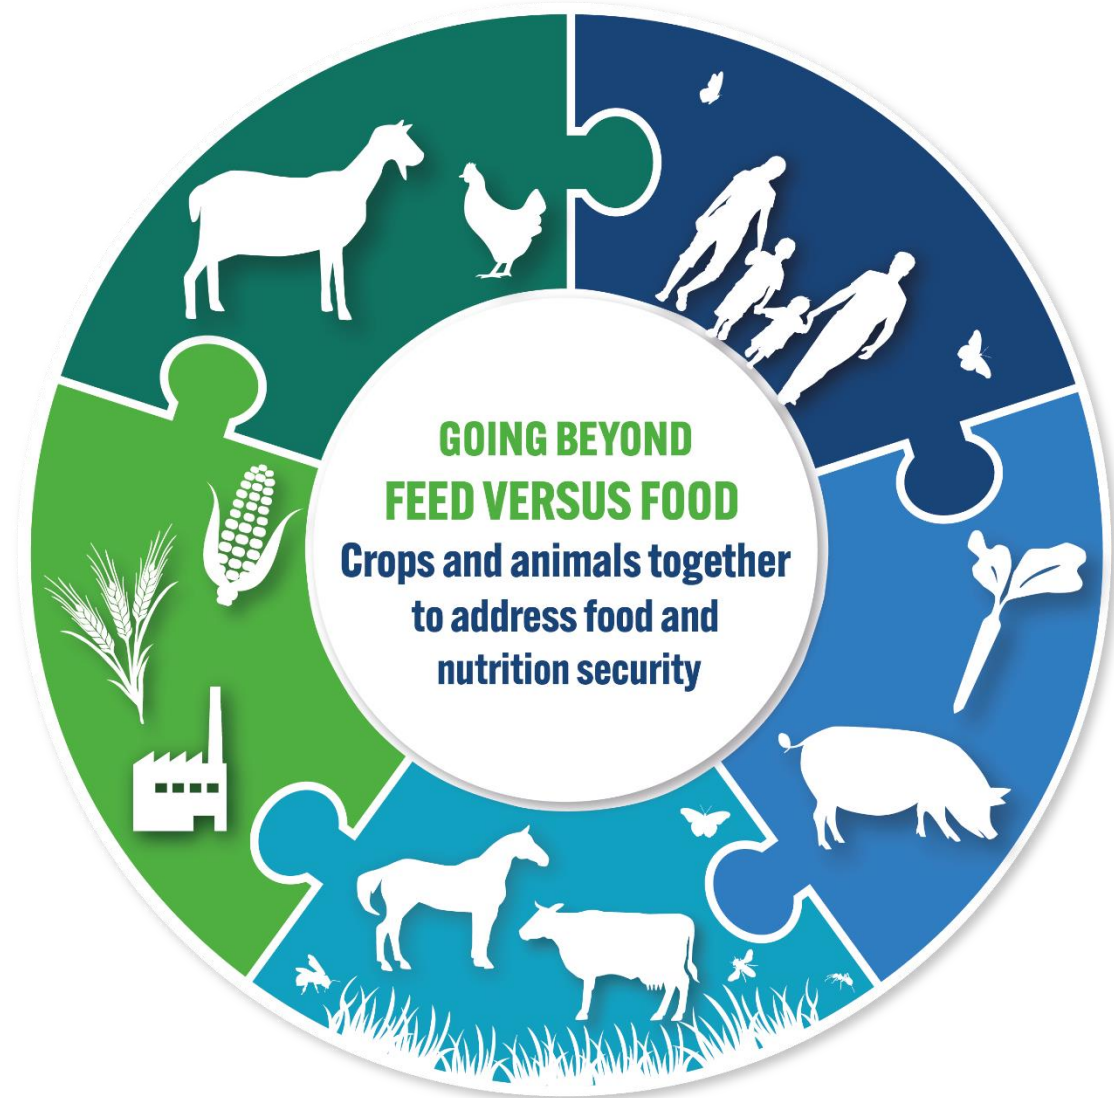 GOING BEYOND
FEED VERSUS FOOD
Crops and animals together
to address food and
nutrition security